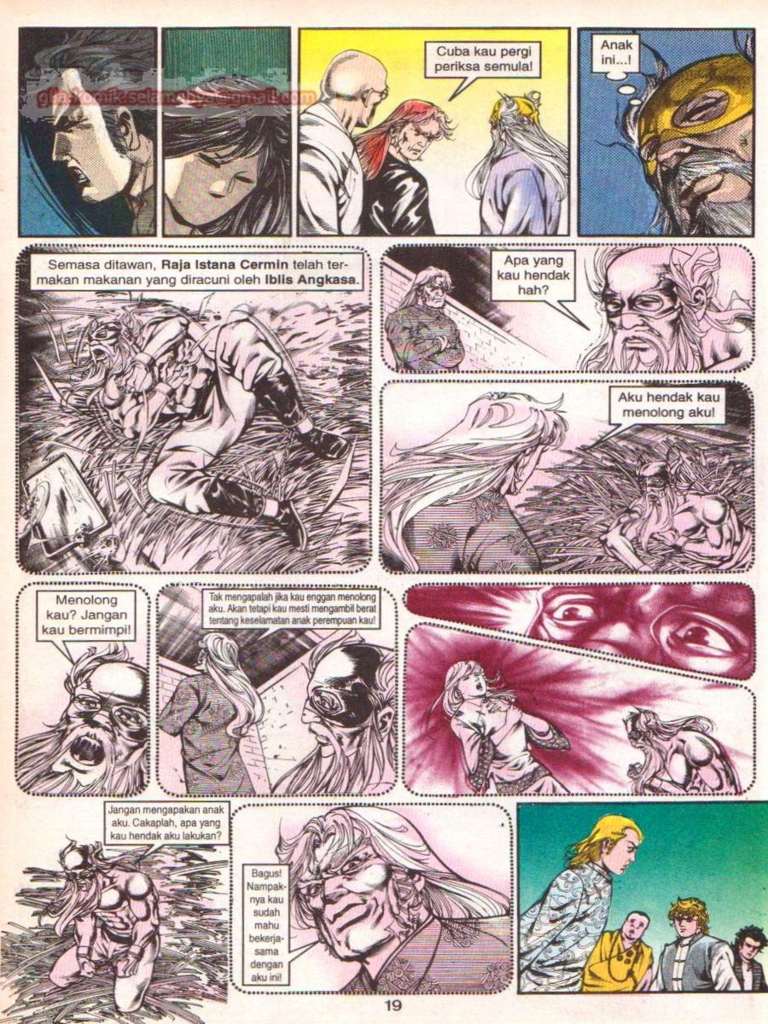 Cuba kau pergi
periksa semula!
Anak
ini...!
Semasa ditawan, Raja Istana Cermin telah ter-
makan makanan yang diracuni oleh Iblis Angkasa.
Apa yang
kau hendak
hah?
Aku hendak kau
menolong aku!
Menolong
kau? Jangan
kau bermimpi!
Tak mengapalah jika kau enggan menolong
aku. Akan tetapi kau mesti mengambil berat
tentang keselamatan anak perempuan kau!
Jangan mengapakan anak
aku. Cakaplah, apa yang
kau hendak aku lakukan?
Bagus!
Nampak-
nya kau
sudah
mahu
bekerja-
sama
dengan
aku ini!
19